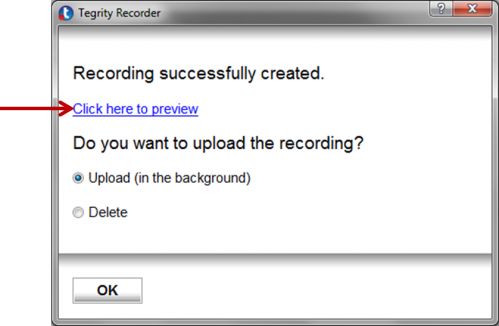 Tegrity Recorder
Recording successfully created.
Click here to preview
Do you want to upload the recording?
Upload (in the background)
Delete
OK